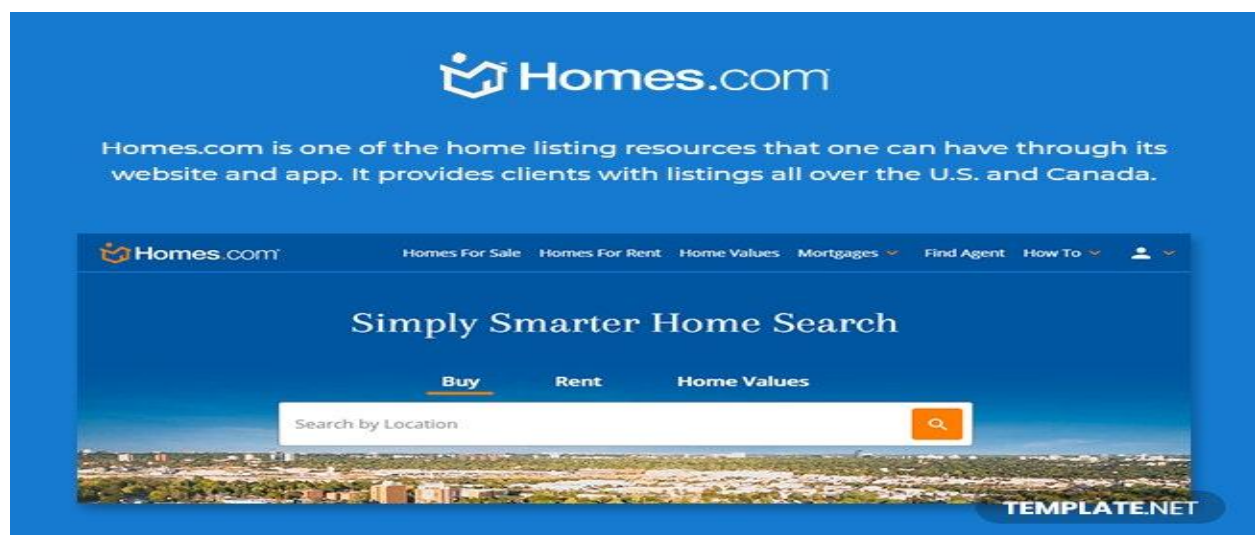 Homes.com
Homes.com is one of the home listing resources that one can have through its
website and app. It provides clients with listings all over the U.S. and Canada.
Homes.com
Homes For Sale Homes For Rent Home Values Mortgages Find Agent How To
Simply Smarter Home Search
Buy Rent Home Values
Search by Location
TEMPLATE.NET